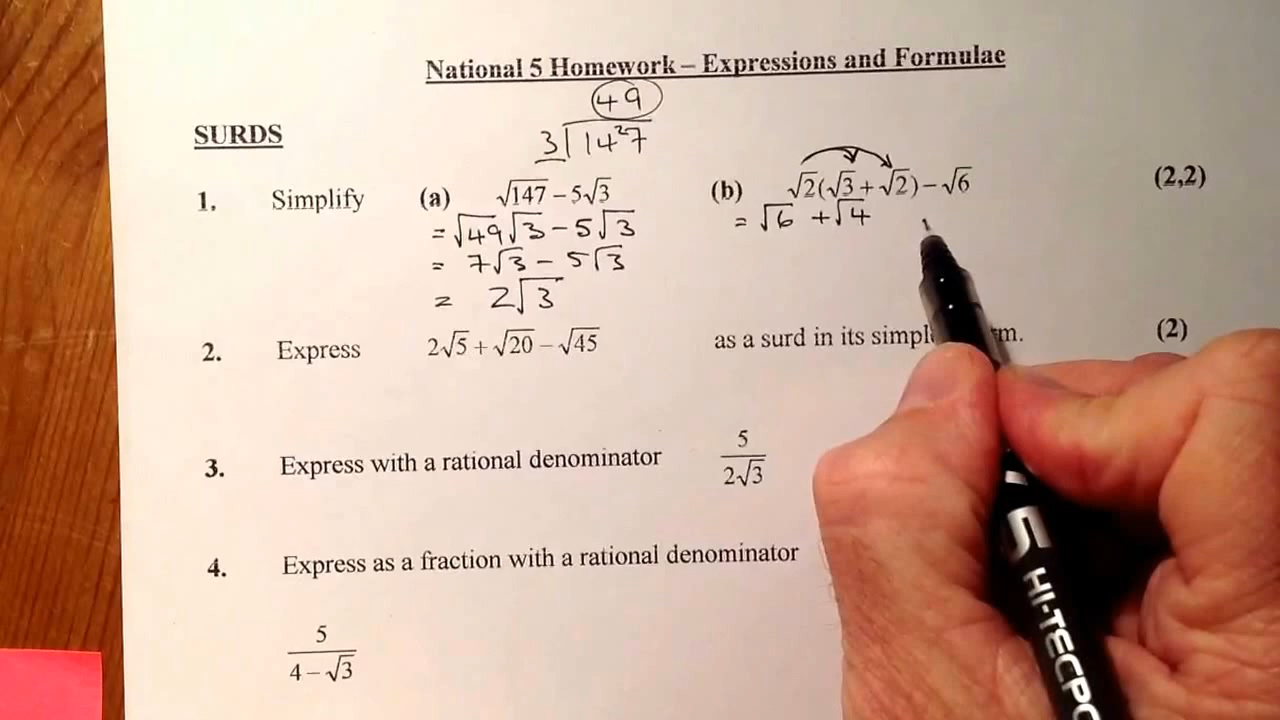 National 5 Homework – Expressions and Formulae
49
SURDS
3 14²7
1. Simplify (a) √147 – 5√3 (b) √2(√3 + √2) – √6 (2,2)
= √49√3 – 5√3 = √6 + √4
= 7√3 – 5√3
= 2√3
2. Express 2√5 + √20 – √45 as a surd in its (2)
3. Express with a rational denominator 5/2√3
4. Express as a fraction with a rational denominator
5/4 – √3
V5 HI-TECPO